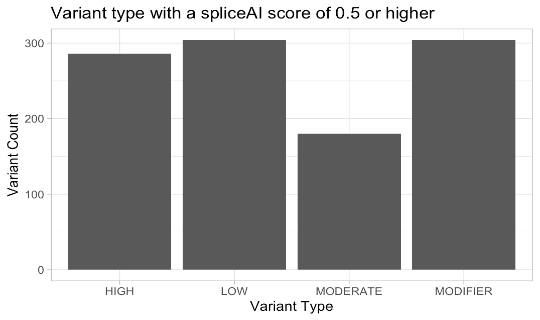 Variant type with a spliceAI score of 0.5 or higher
300
200
100
0
Variant Count
HIGH LOW MODERATE MODIFIER
Variant Type